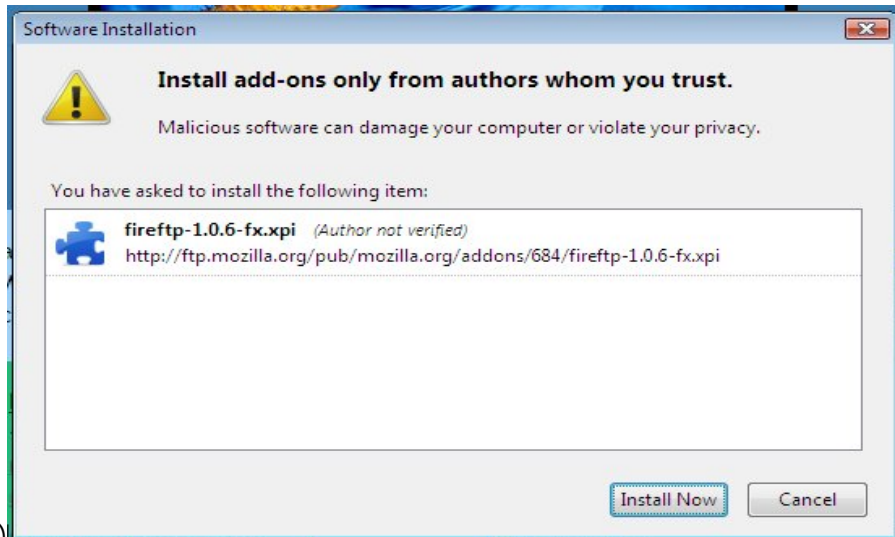 Software Installation
Install add-ons only from authors whom you trust.
Malicious software can damage your computer or violate your privacy.
You have asked to install the following item:
fireftp-1.0.6-fx.xpi (Author not verified)
http://ftp.mozilla.org/pub/mozilla.org/addons/684/fireftp-1.0.6-fx.xpi
Install Now Cancel